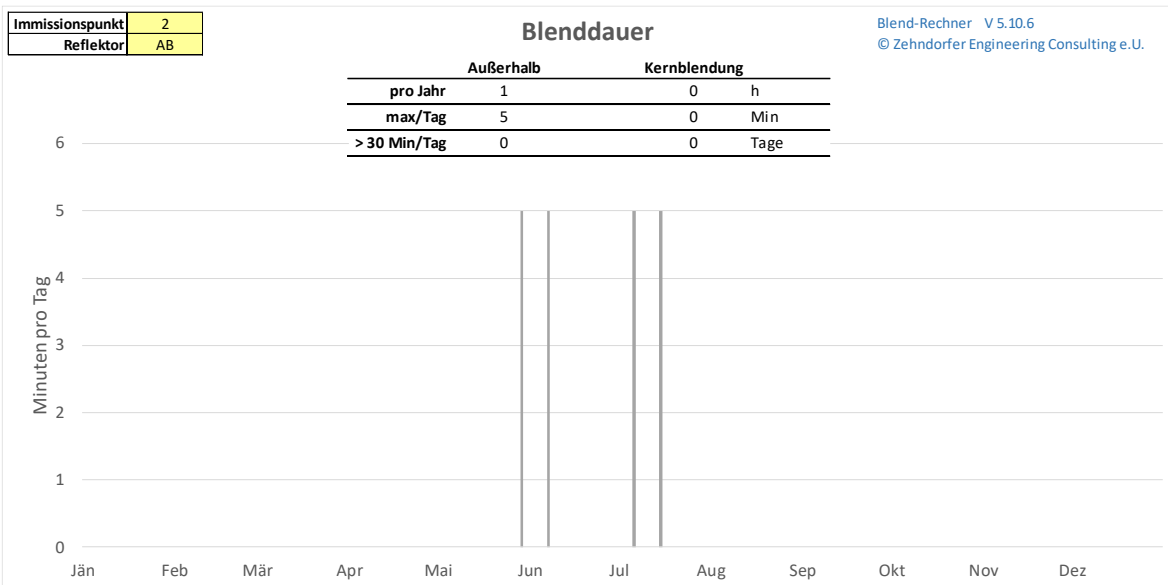 Immissionspunkt 2
Reflektor AB
Blenddauer
Blend-Rechner V 5.10.6
© Zehndorfer Engineering Consulting e.U.
Außerhalb Kernblendung
pro Jahr 1 0 h
max/Tag 5 0 Min
> 30 Min/Tag 0 0 Tage
Minuten pro Tag
6
5
4
3
2
1
0
Jän Feb Mär Apr Mai Jun Jul Aug Sep Okt Nov Dez